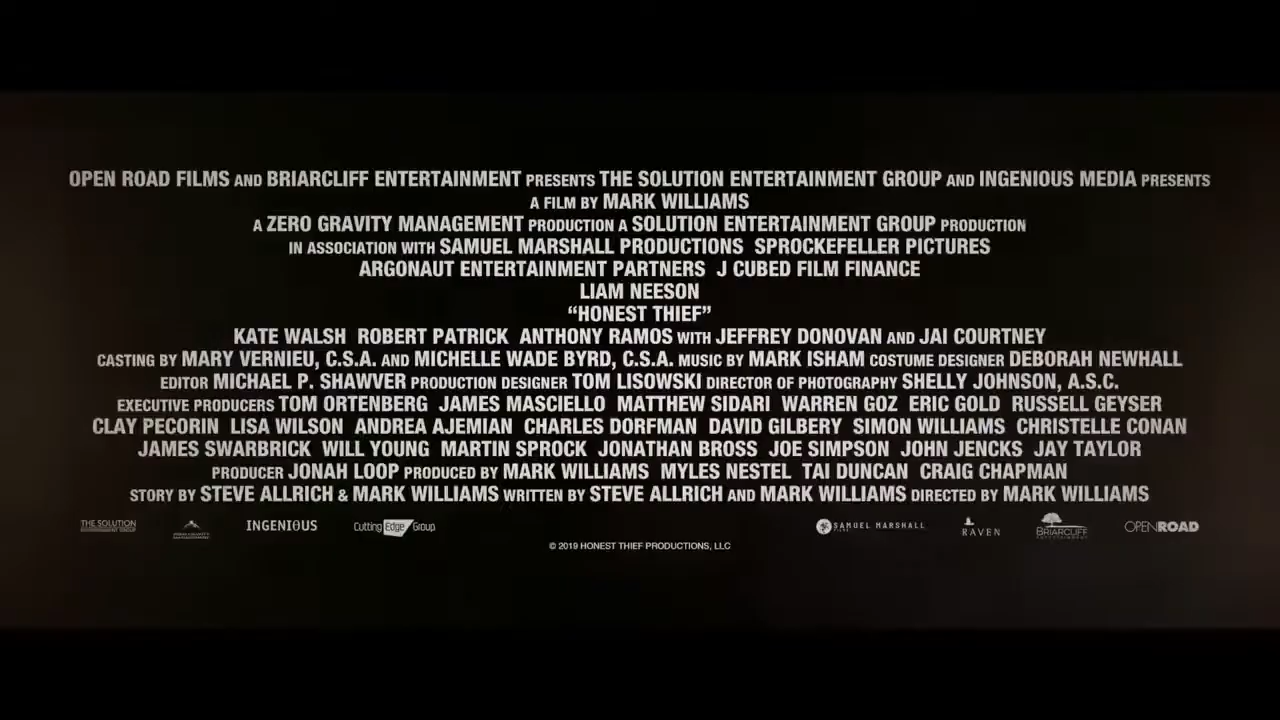 OPEN ROAD FILMS AND BRIARCLIFF ENTERTAINMENT PRESENTS THE SOLUTION ENTERTAINMENT GROUP AND INGENIOUS MEDIA PRESENTS
A FILM BY MARK WILLIAMS
A ZERO GRAVITY MANAGEMENT PRODUCTION A SOLUTION ENTERTAINMENT GROUP PRODUCTION
IN ASSOCIATION WITH SAMUEL MARSHALL PRODUCTIONS SPROCKEFELLER PICTURES
ARGONAUT ENTERTAINMENT PARTNERS J CUBED FILM FINANCE
LIAM NEESON
“HONEST THIEF”
KATE WALSH ROBERT PATRICK ANTHONY RAMOS WITH JEFFREY DONOVAN AND JAI COURTNEY
CASTING BY MARY VERNIEU, C.S.A. AND MICHELLE WADE BYRD, C.S.A. MUSIC BY MARK ISHAM COSTUME DESIGNER DEBORAH NEWHALL
EDITOR MICHAEL P. SHAWVER PRODUCTION DESIGNER TOM LISOWSKI DIRECTOR OF PHOTOGRAPHY SHELLY JOHNSON, A.S.C.
EXECUTIVE PRODUCERS TOM ORTENBERG JAMES MASCIELLO MATTHEW SIDARI WARREN GOZ ERIC GOLD RUSSELL GEYSER
CLAY PECORIN LISA WILSON ANDREA AJEMIAN CHARLES DORFMAN DAVID GILBERY SIMON WILLIAMS CHRISTELLE CONAN
JAMES SWARBRICK WILL YOUNG MARTIN SPROCK JONATHAN BROSS JOE SIMPSON JOHN JENCKS JAY TAYLOR
PRODUCER JONAH LOOP PRODUCED BY MARK WILLIAMS MYLES NESTEL TAI DUNCAN CRAIG CHAPMAN
STORY BY STEVE ALLRICH & MARK WILLIAMS WRITTEN BY STEVE ALLRICH AND MARK WILLIAMS DIRECTED BY MARK WILLIAMS
THE SOLUTION INGENIOUS Cutting Edge Group SAMUEL MARSHALL RAVEN BRIARCLIFF OPEN ROAD
© 2019 HONEST THIEF PRODUCTIONS, LLC